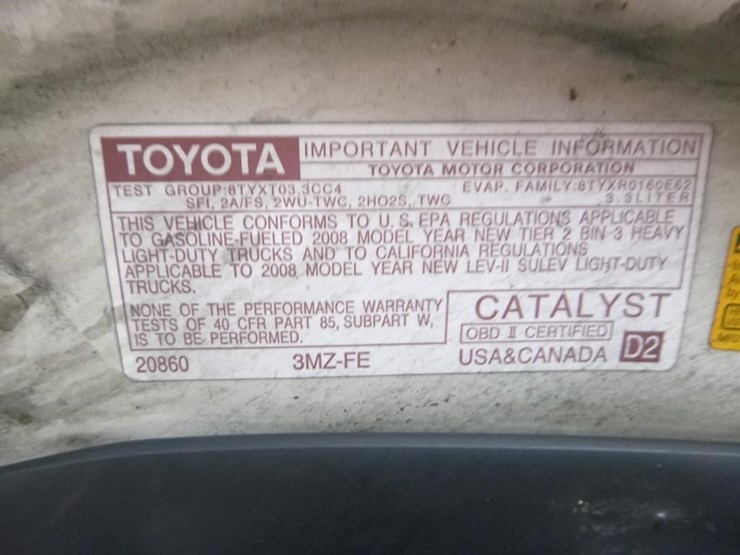 TOYOTA IMPORTANT VEHICLE INFORMATION
TOYOTA MOTOR CORPORATION
TEST GROUP:8TYXT03.3CC4 EVAP. FAMILY:8TYXR0160E62
SFI, 2A/FS, 2WU-TWC, 2HO2S, TWC 3.3LITER
THIS VEHICLE CONFORMS TO U.S. EPA REGULATIONS APPLICABLE
TO GASOLINE-FUELED 2008 MODEL YEAR NEW TIER 2 BIN 3 HEAVY
LIGHT-DUTY TRUCKS AND TO CALIFORNIA REGULATIONS
APPLICABLE TO 2008 MODEL YEAR NEW LEV-II SULEV LIGHT-DUTY
TRUCKS.
NONE OF THE PERFORMANCE WARRANTY
TESTS OF 40 CFR PART 85, SUBPART W,
IS TO BE PERFORMED.
CATALYST
OBD II CERTIFIED
20860 3MZ-FE USA&CANADA D2